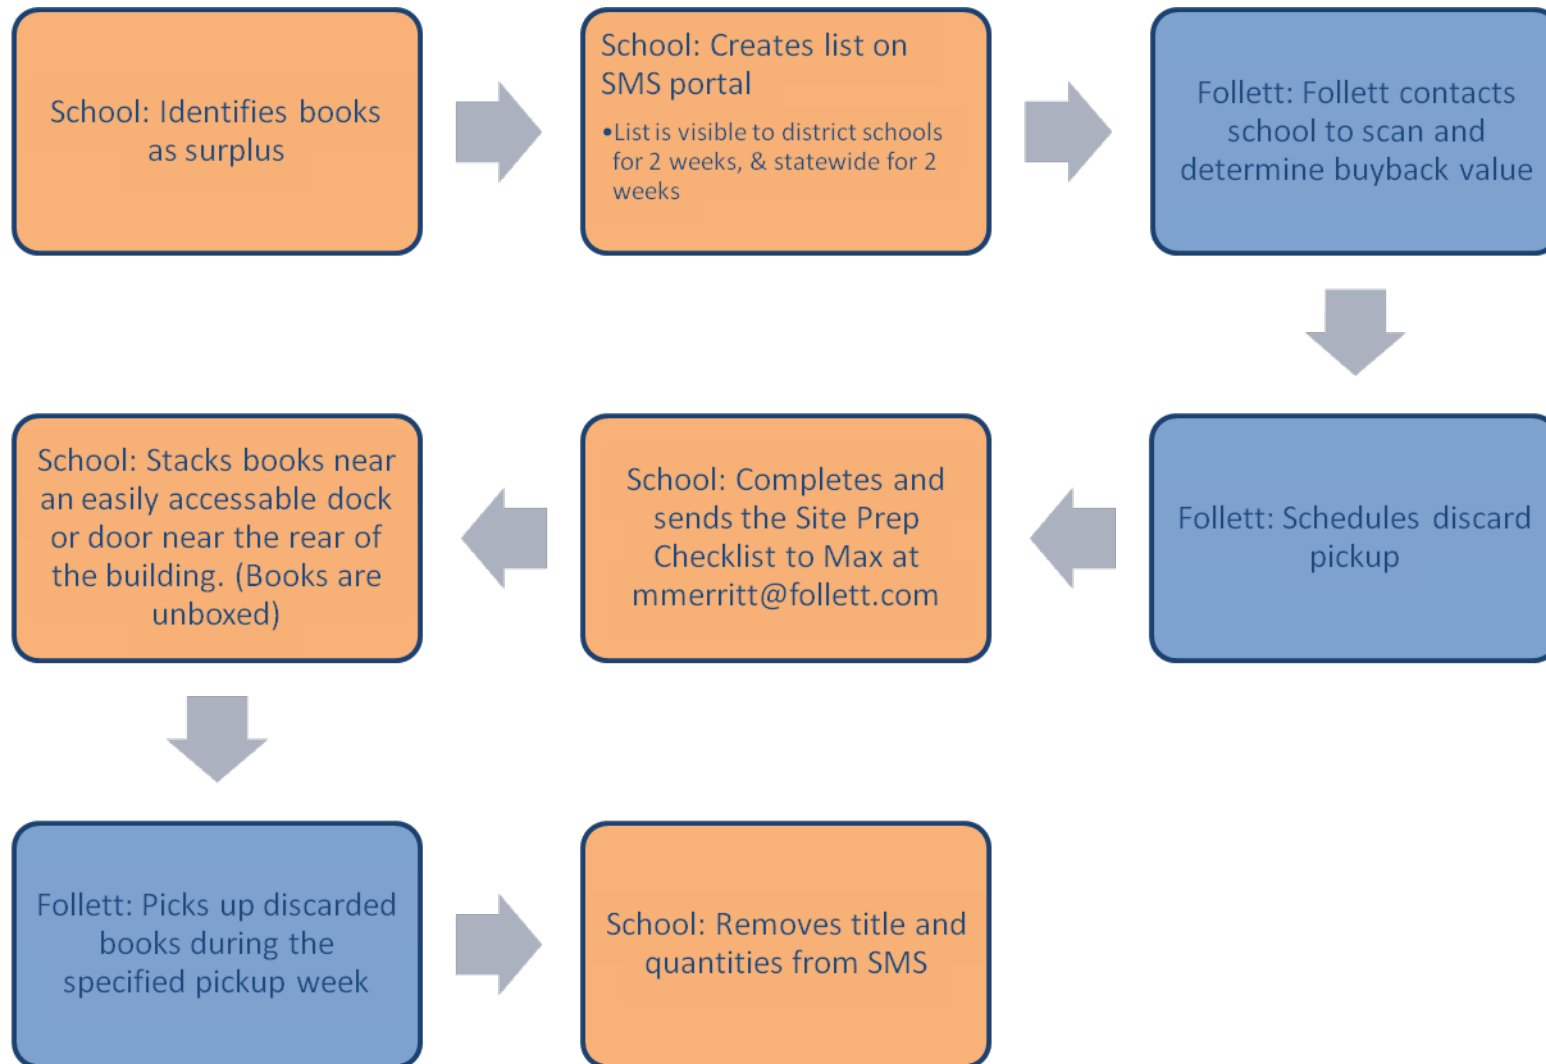 School: Identifies books
as surplus
School: Creates list on
SMS portal
•List is visible to district schools
for 2 weeks, & statewide for 2
weeks
Follett: Follett contacts
school to scan and
determine buyback value
Follett: Schedules discard
pickup
School: Completes and
sends the Site Prep
Checklist to Max at
mmerritt@follett.com
School: Stacks books near
an easily accessable dock
or door near the rear of
the building. (Books are
unboxed)
Follett: Picks up discarded
books during the
specified pickup week
School: Removes title and
quantities from SMS